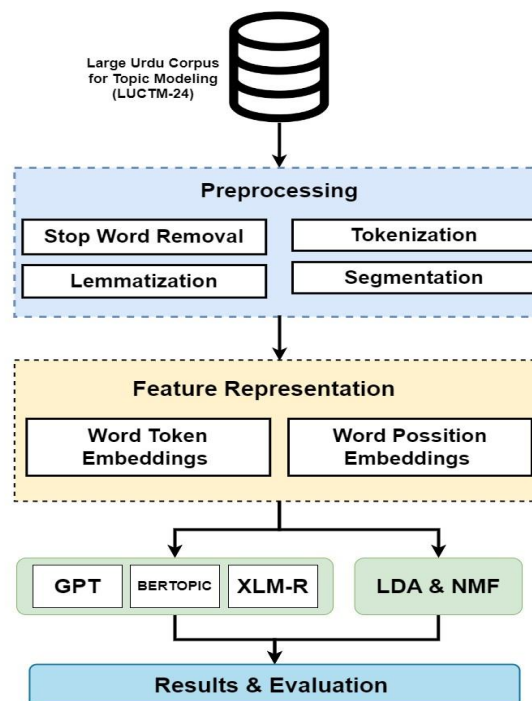 Large Urdu Corpus
for Topic Modeling
(LUCTM-24)
Preprocessing
Stop Word Removal
Tokenization
Lemmatization
Segmentation
Feature Representation
Word Token
Embeddings
Word Possition
Embeddings
GPT
BERTOPIC
XLM-R
LDA & NMF
Results & Evaluation